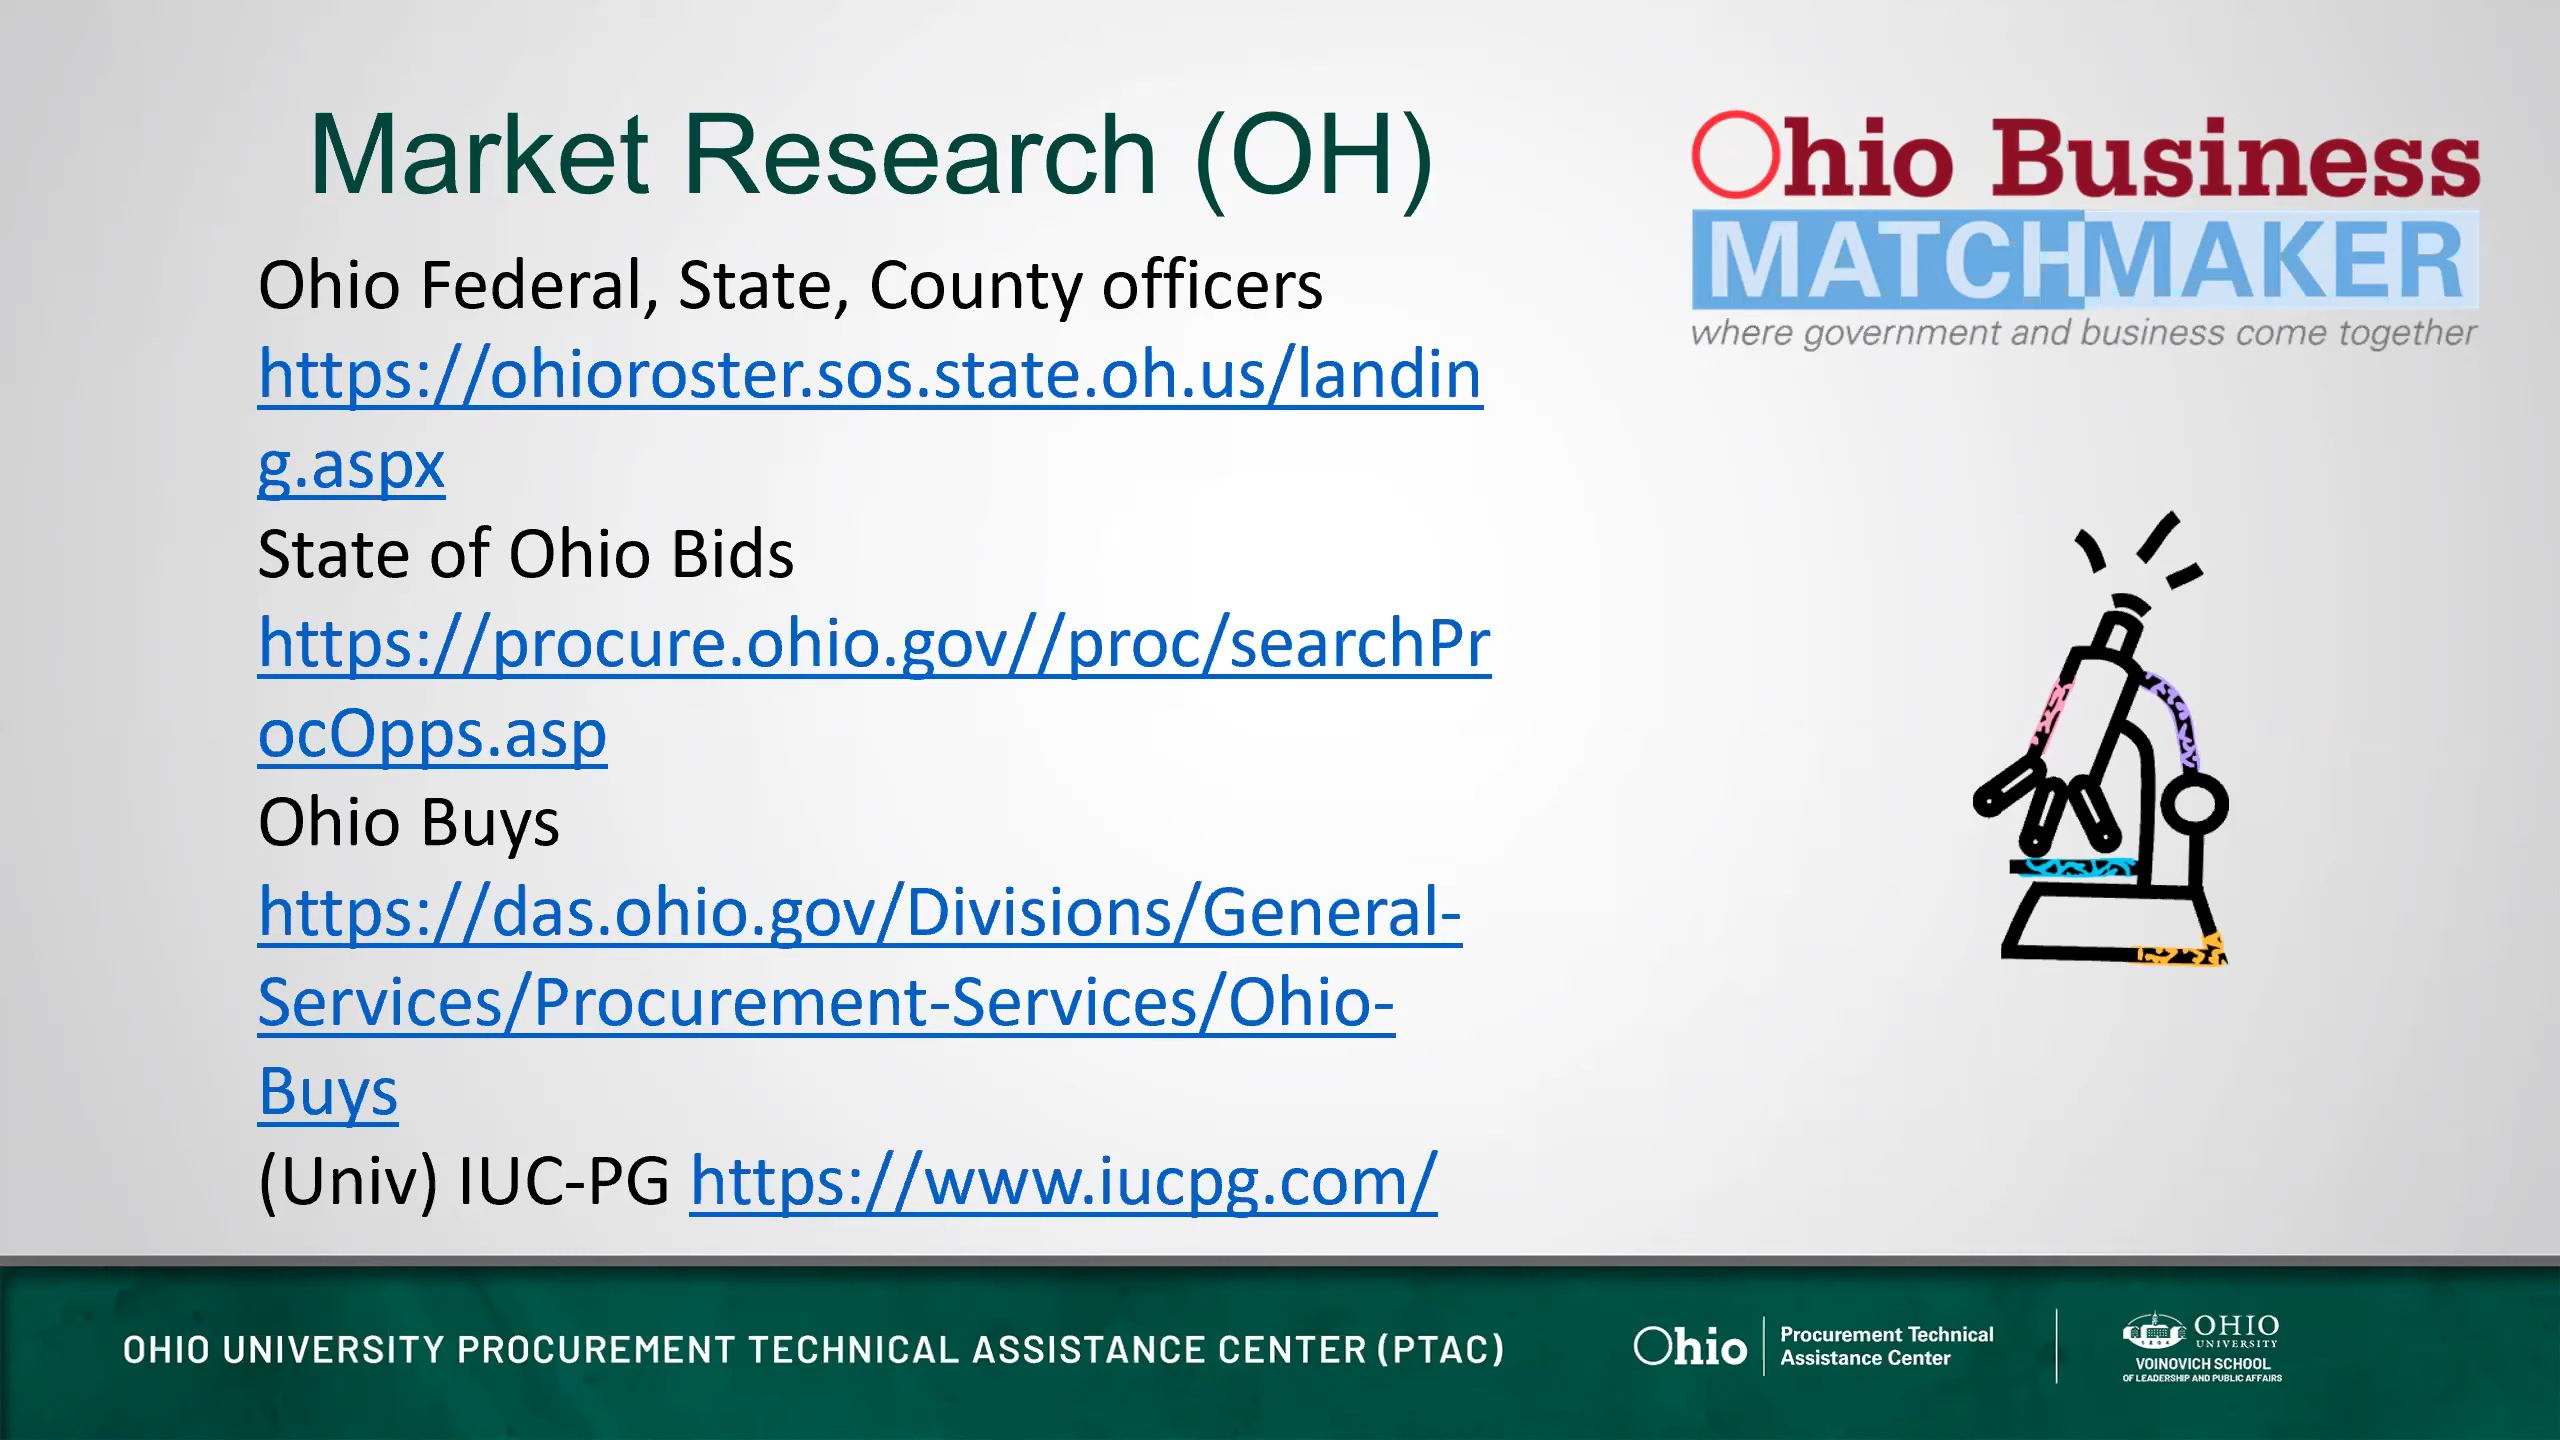 Market Research (OH)
Ohio Federal, State, County officers
https://ohioroster.sos.state.oh.us/landin
g.aspx
State of Ohio Bids
https://procure.ohio.gov//proc/searchPr
ocOpps.asp
Ohio Buys
https://das.ohio.gov/Divisions/General-
Services/Procurement-Services/Ohio-
Buys
(Univ) IUC-PG https://www.iucpg.com/
Ohio Business
MATCHMAKER
where government and business come together
OHIO UNIVERSITY PROCUREMENT TECHNICAL ASSISTANCE CENTER (PTAC)
Ohio
Procurement Technical
Assistance Center
OHIO
UNIVERSITY
VOINOVICH SCHOOL
OF LEADERSHIP AND PUBLIC AFFAIRS